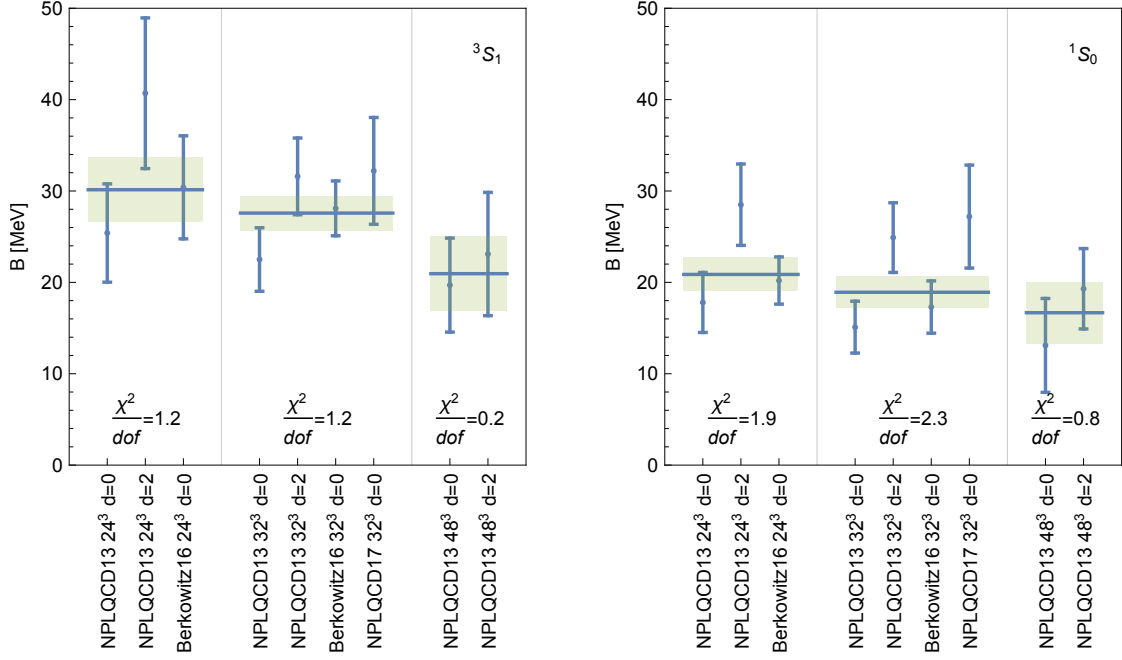 50
40
30
20
10
0
B [MeV]
³S₁
χ²/dof=1.2
χ²/dof=1.2
χ²/dof=0.2
NPLQCD13 24³ d=0
NPLQCD13 24³ d=2
Berkowitz16 24³ d=0
NPLQCD13 32³ d=0
NPLQCD13 32³ d=2
Berkowitz16 32³ d=0
NPLQCD17 32³ d=0
NPLQCD13 48³ d=0
NPLQCD13 48³ d=2
50
40
30
20
10
0
B [MeV]
¹S₀
χ²/dof=1.9
χ²/dof=2.3
χ²/dof=0.8
NPLQCD13 24³ d=0
NPLQCD13 24³ d=2
Berkowitz16 24³ d=0
NPLQCD13 32³ d=0
NPLQCD13 32³ d=2
Berkowitz16 32³ d=0
NPLQCD17 32³ d=0
NPLQCD13 48³ d=0
NPLQCD13 48³ d=2